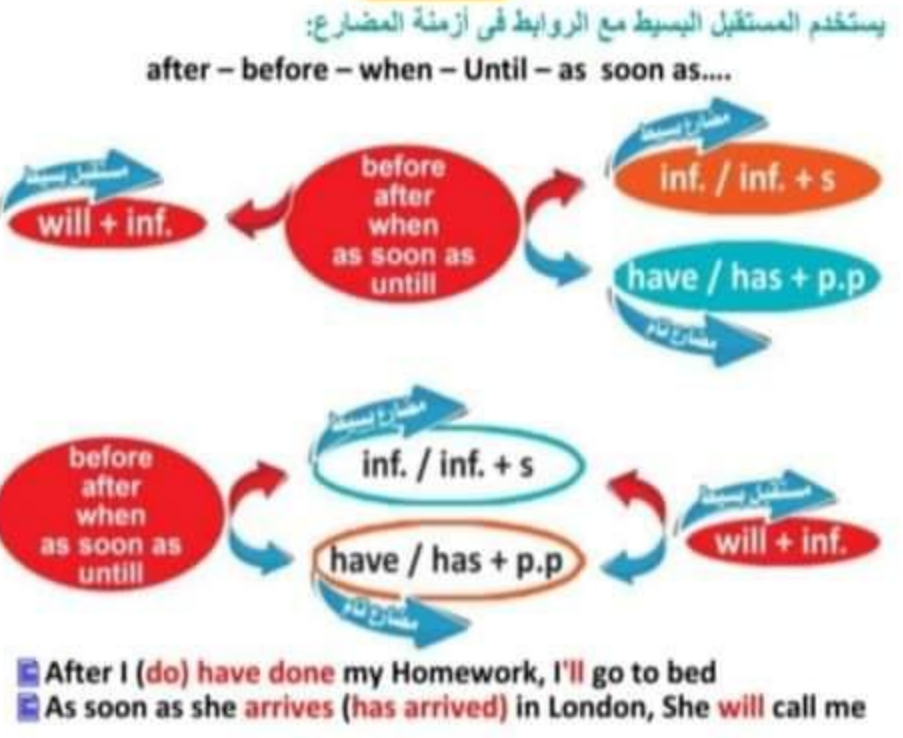 يستخدم المستقبل البسيط مع الروابط فى أزمنة المضارع:
after – before – when – Until – as soon as....
مستقبل بسيط
will + inf.
before
after
when
as soon as
untill
مضارع بسيط
inf. / inf. + s
have / has + p.p
مضارع تام
before
after
when
as soon as
untill
مضارع بسيط
inf. / inf. + s
have / has + p.p
مضارع تام
مستقبل بسيط
will + inf.
After I (do) have done my Homework, I'll go to bed
As soon as she arrives (has arrived) in London, She will call me